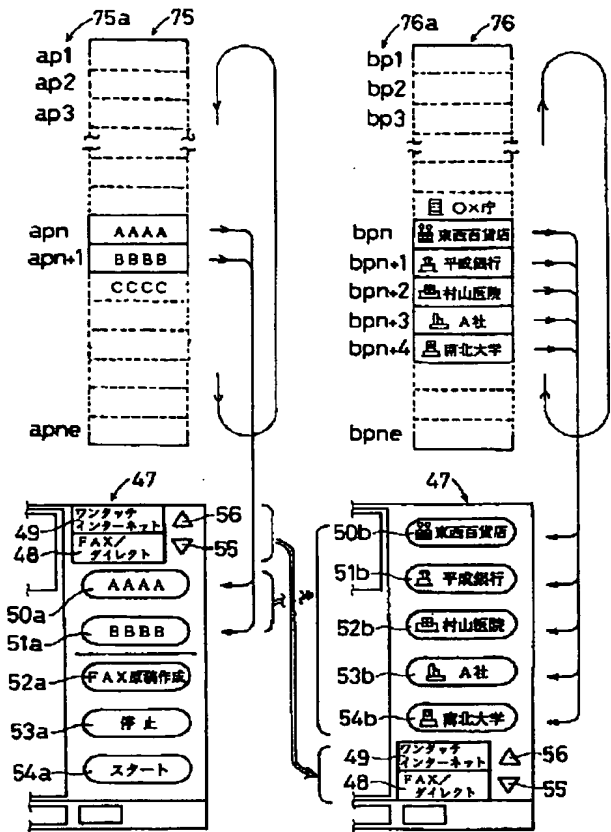 75a 75
ap1
ap2
ap3
apn AAAA
apn+1 BBBB
CCCC
apne
76a 76
bp1
bp2
bp3
○×庁
bpn 東西百貨店
bpn+1 平成銀行
bpn+2 村山医院
bpn+3 A社
bpn+4 南北大学
bpne
47
49 ワンタッチ
インターネット 56
48 FAX/
ダイレクト 55
50a AAAA
51a BBBB
52a FAX原稿作成
53a 停止
54a スタート
47
50b 東西百貨店
51b 平成銀行
52b 村山医院
53b A社
54b 南北大学
49 ワンタッチ
インターネット 56
48 FAX/
ダイレクト 55